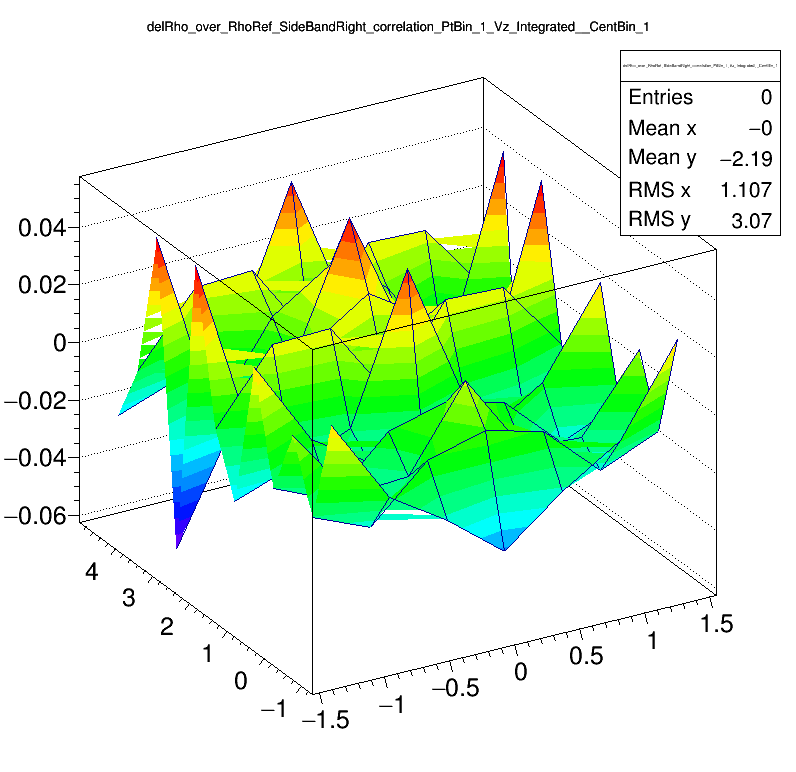 delRho_over_RhoRef_SideBandRight_correlation_PtBin_1_Vz_Integrated__CentBin_1
delRho_over_RhoRef_SideBandRight_correlation_PtBin_1_Vz_Integrated__CentBin_1
Entries 0
Mean x −0
Mean y −2.19
RMS x 1.107
RMS y 3.07
0.04
0.02
0
−0.02
−0.04
−0.06
4
3
2
1
0
−1
−1.5
−1
−0.5
0
0.5
1
1.5